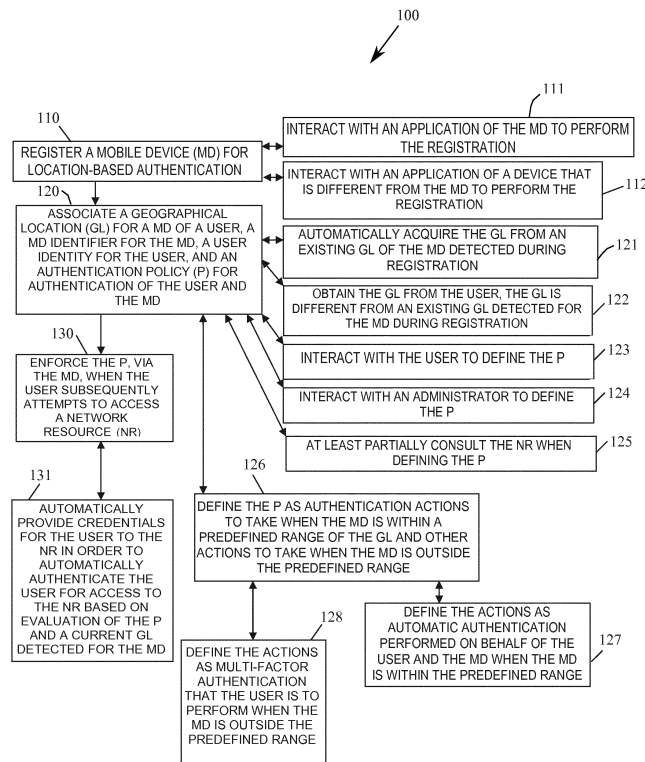 100
111
110
INTERACT WITH AN APPLICATION OF THE MD TO PERFORM
THE REGISTRATION
REGISTER A MOBILE DEVICE (MD) FOR
LOCATION-BASED AUTHENTICATION
INTERACT WITH AN APPLICATION OF A DEVICE THAT
IS DIFFERENT FROM THE MD TO PERFORM THE
REGISTRATION
112
120
ASSOCIATE A GEOGRAPHICAL
LOCATION (GL) FOR A MD OF A USER, A
MD IDENTIFIER FOR THE MD, A USER
IDENTITY FOR THE USER, AND AN
AUTHENTICATION POLICY (P) FOR
AUTHENTICATION OF THE USER AND
THE MD
AUTOMATICALLY ACQUIRE THE GL FROM AN
EXISTING GL OF THE MD DETECTED DURING
REGISTRATION
121
OBTAIN THE GL FROM THE USER, THE GL IS
DIFFERENT FROM AN EXISTING GL DETECTED FOR
THE MD DURING REGISTRATION
122
INTERACT WITH THE USER TO DEFINE THE P
123
INTERACT WITH AN ADMINISTRATOR TO DEFINE
THE P
124
AT LEAST PARTIALLY CONSULT THE NR WHEN
DEFINING THE P
125
130
ENFORCE THE P, VIA
THE MD, WHEN THE
USER SUBSEQUENTLY
ATTEMPTS TO ACCESS
A NETWORK
RESOURCE (NR)
131
AUTOMATICALLY
PROVIDE CREDENTIALS
FOR THE USER TO THE
NR IN ORDER TO
AUTOMATICALLY
AUTHENTICATE THE
USER FOR ACCESS TO
THE NR BASED ON
EVALUATION OF THE P
AND A CURRENT GL
DETECTED FOR THE MD
126
DEFINE THE P AS AUTHENTICATION ACTIONS
TO TAKE WHEN THE MD IS WITHIN A
PREDEFINED RANGE OF THE GL AND OTHER
ACTIONS TO TAKE WHEN THE MD IS OUTSIDE
THE PREDEFINED RANGE
128
DEFINE THE ACTIONS
AS MULTI-FACTOR
AUTHENTICATION
THAT THE USER IS TO
PERFORM WHEN THE
MD IS OUTSIDE THE
PREDEFINED RANGE
DEFINE THE ACTIONS AS
AUTOMATIC AUTHENTICATION
PERFORMED ON BEHALF OF THE
USER AND THE MD WHEN THE MD
IS WITHIN THE PREDEFINED RANGE
127